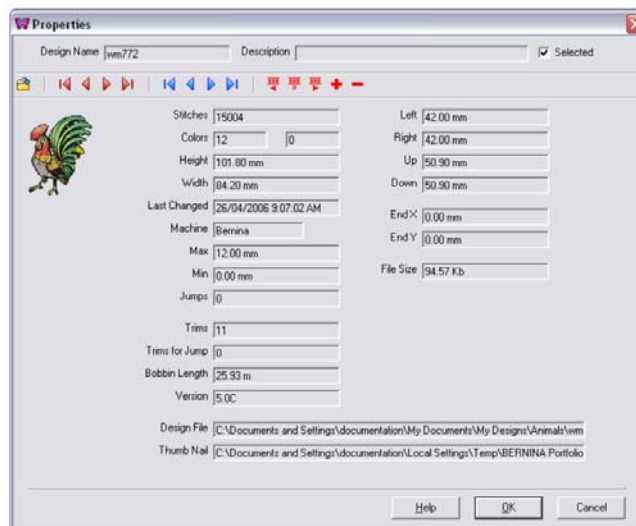 Properties
Design Name wm772 Description Selected
Stitches 15004
Colors 12 0
Height 101.80 mm
Width 84.20 mm
Last Changed 26/04/2006 9:07:02 AM
Machine Bernina
Max 12.00 mm
Min 0.00 mm
Jumps 0
Trims 11
Trims for Jump 0
Bobbin Length 25.93 m
Version 5.0C
Left 42.00 mm
Right 42.00 mm
Up 50.90 mm
Down 50.90 mm
End X 0.00 mm
End Y 0.00 mm
File Size 94.57 Kb
Design File C:\Documents and Settings\documentation\My Documents\My Designs\Animals\wm
Thumb Nail C:\Documents and Settings\documentation\Local Settings\Temp\BERNINA Portfolio
Help OK Cancel